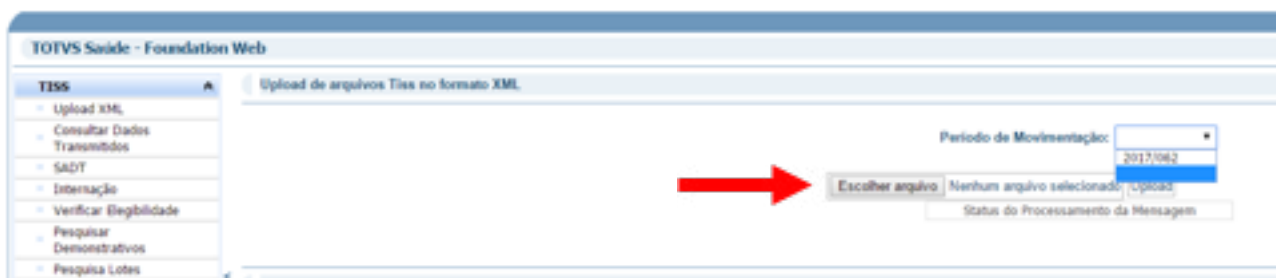 TOTVS Saúde - Foundation Web
TISS
Upload XML
Consultar Dados
Transmitidos
SADT
Internação
Verificar Elegibilidade
Pesquisar
Demonstrativos
Pesquisa Lotes
Upload de arquivos Tiss no formato XML
Período de Movimentação:
2017/062
Escolher arquivo Nenhum arquivo selecionado Upload
Status do Processamento da Mensagem